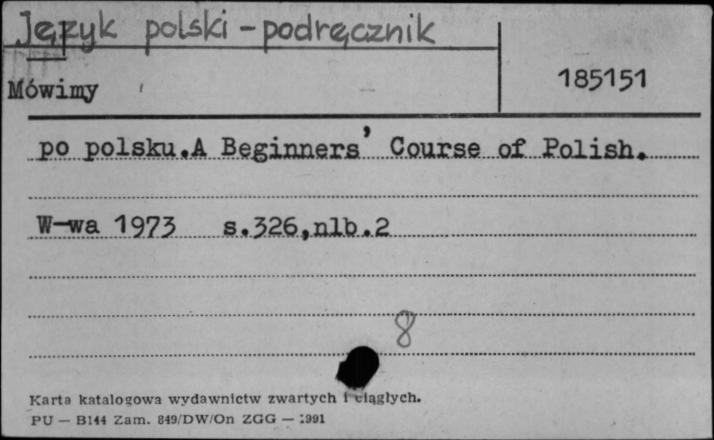 Język polski - podręcznik
Mówimy
185151
po polsku.A Beginners' Course of Polish.
W-wa 1973 s.326,nlb.2
8
Karta katalogowa wydawnictw zwartych i ciągłych.
PU — B144 Zam. 849/DW/On ZGG — 1991